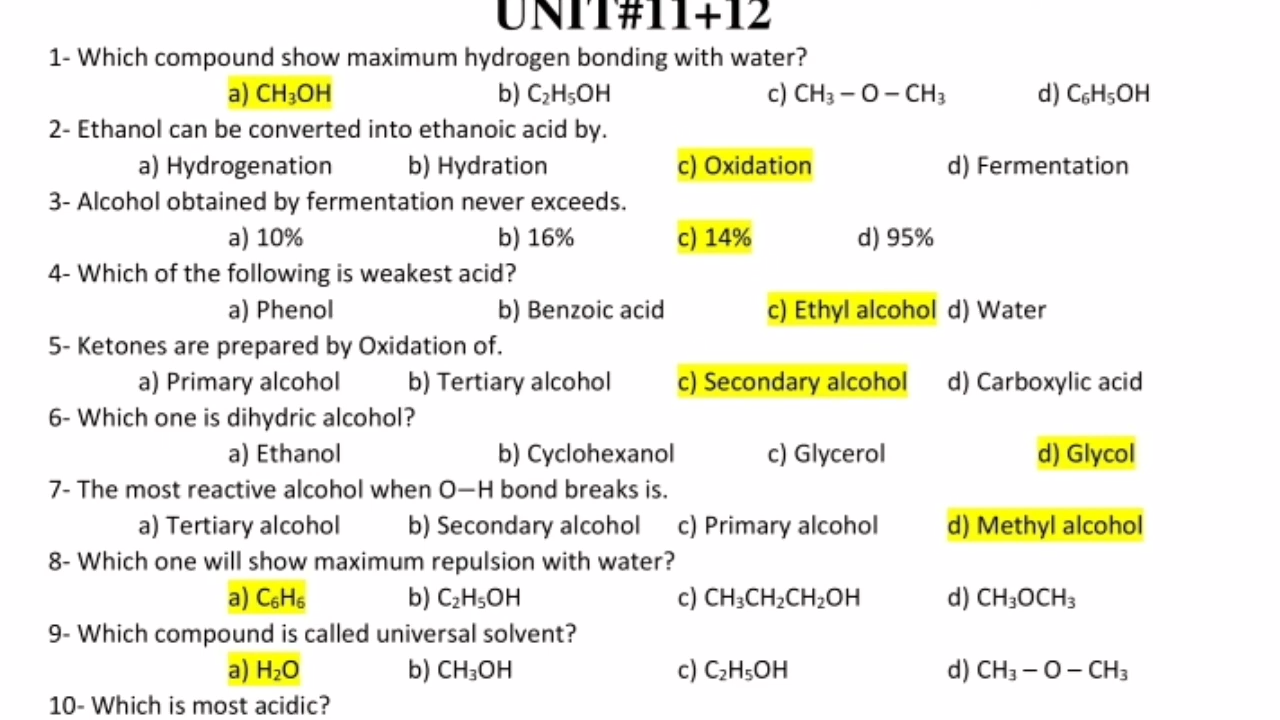 UNIT#11+12
1- Which compound show maximum hydrogen bonding with water?
a) CH₃OH b) C₂H₅OH c) CH₃ – O – CH₃ d) C₆H₅OH
2- Ethanol can be converted into ethanoic acid by.
a) Hydrogenation b) Hydration c) Oxidation d) Fermentation
3- Alcohol obtained by fermentation never exceeds.
a) 10% b) 16% c) 14% d) 95%
4- Which of the following is weakest acid?
a) Phenol b) Benzoic acid c) Ethyl alcohol d) Water
5- Ketones are prepared by Oxidation of.
a) Primary alcohol b) Tertiary alcohol c) Secondary alcohol d) Carboxylic acid
6- Which one is dihydric alcohol?
a) Ethanol b) Cyclohexanol c) Glycerol d) Glycol
7- The most reactive alcohol when O—H bond breaks is.
a) Tertiary alcohol b) Secondary alcohol c) Primary alcohol d) Methyl alcohol
8- Which one will show maximum repulsion with water?
a) C₆H₆ b) C₂H₅OH c) CH₃CH₂CH₂OH d) CH₃OCH₃
9- Which compound is called universal solvent?
a) H₂O b) CH₃OH c) C₂H₅OH d) CH₃ – O – CH₃
10- Which is most acidic?